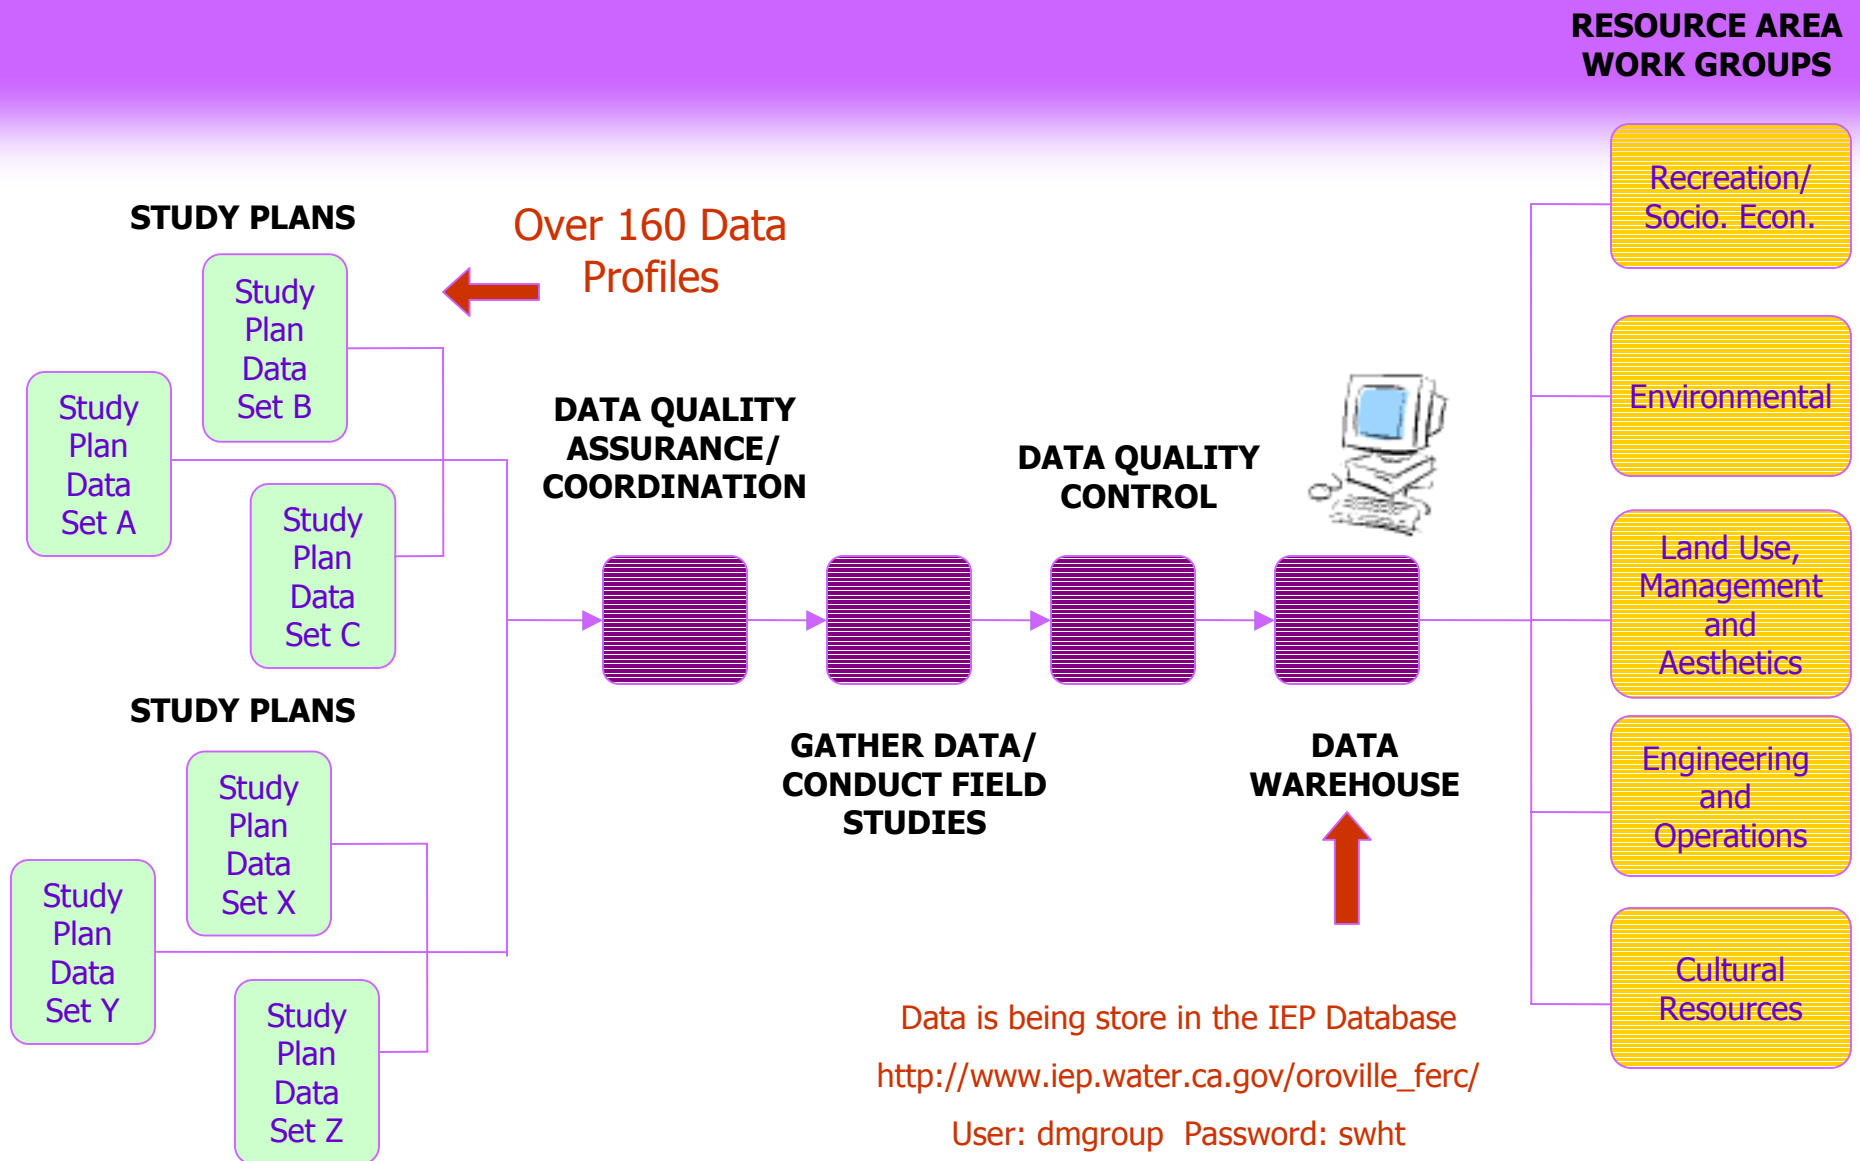 RESOURCE AREA
WORK GROUPS
STUDY PLANS
Over 160 Data
Profiles
Study
Plan
Data
Set B
Study
Plan
Data
Set A
Study
Plan
Data
Set C
DATA QUALITY
ASSURANCE/
COORDINATION
DATA QUALITY
CONTROL
STUDY PLANS
Study
Plan
Data
Set X
Study
Plan
Data
Set Y
Study
Plan
Data
Set Z
GATHER DATA/
CONDUCT FIELD
STUDIES
DATA
WAREHOUSE
Data is being store in the IEP Database
http://www.iep.water.ca.gov/oroville_ferc/
User: dmgroup Password: swht
Recreation/
Socio. Econ.
Environmental
Land Use,
Management
and
Aesthetics
Engineering
and
Operations
Cultural
Resources